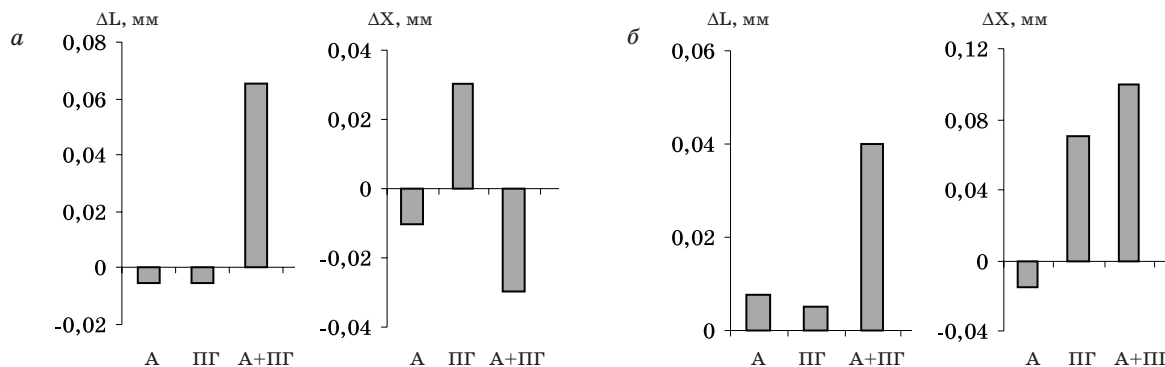 а
ΔL, мм
0,08
0,06
0,04
0,02
0
-0,02
А ПГ А+ПГ
ΔX, мм
0,04
0,02
0
-0,02
-0,04
А ПГ А+ПГ
б
ΔL, мм
0,06
0,04
0,02
0
А ПГ А+ПГ
ΔX, мм
0,12
0,08
0,04
0
-0,04
А ПГ А+ПГ